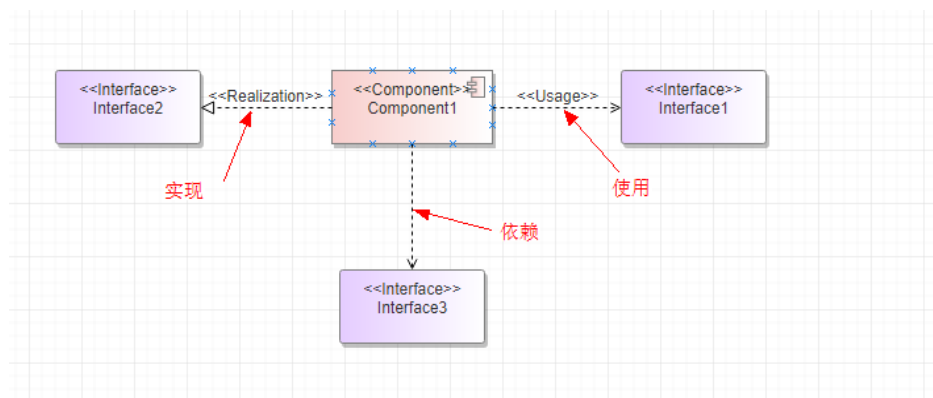 <<Interface>>
Interface2
<<Realization>>
<<Component>>
Component1
<<Usage>>
<<Interface>>
Interface1
实现
使用
依赖
<<Interface>>
Interface3